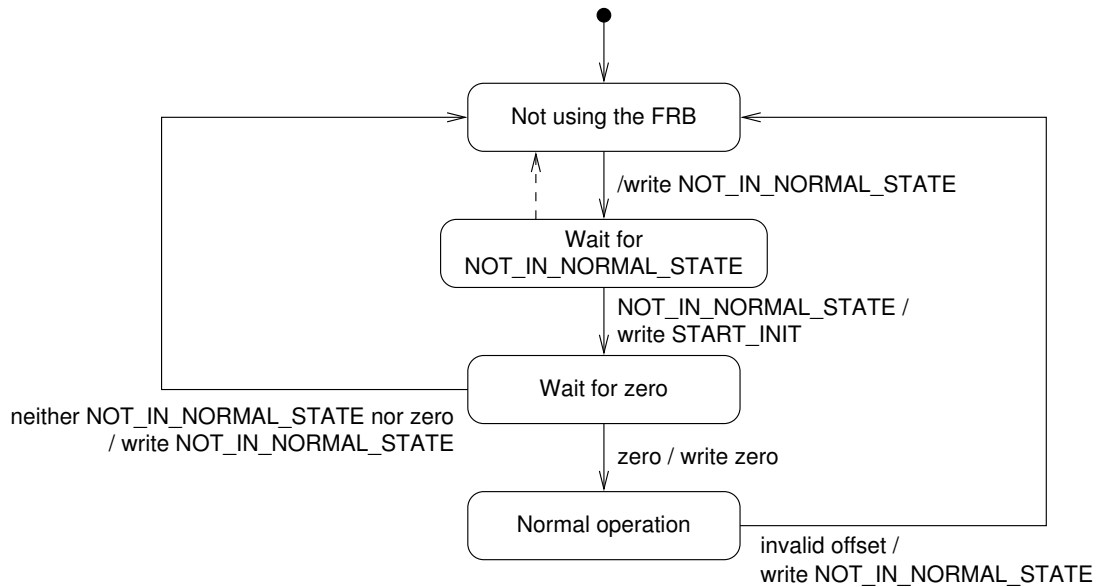 Not using the FRB
/write NOT_IN_NORMAL_STATE
Wait for
NOT_IN_NORMAL_STATE
NOT_IN_NORMAL_STATE /
write START_INIT
Wait for zero
neither NOT_IN_NORMAL_STATE nor zero
/ write NOT_IN_NORMAL_STATE
zero / write zero
Normal operation
invalid offset /
write NOT_IN_NORMAL_STATE